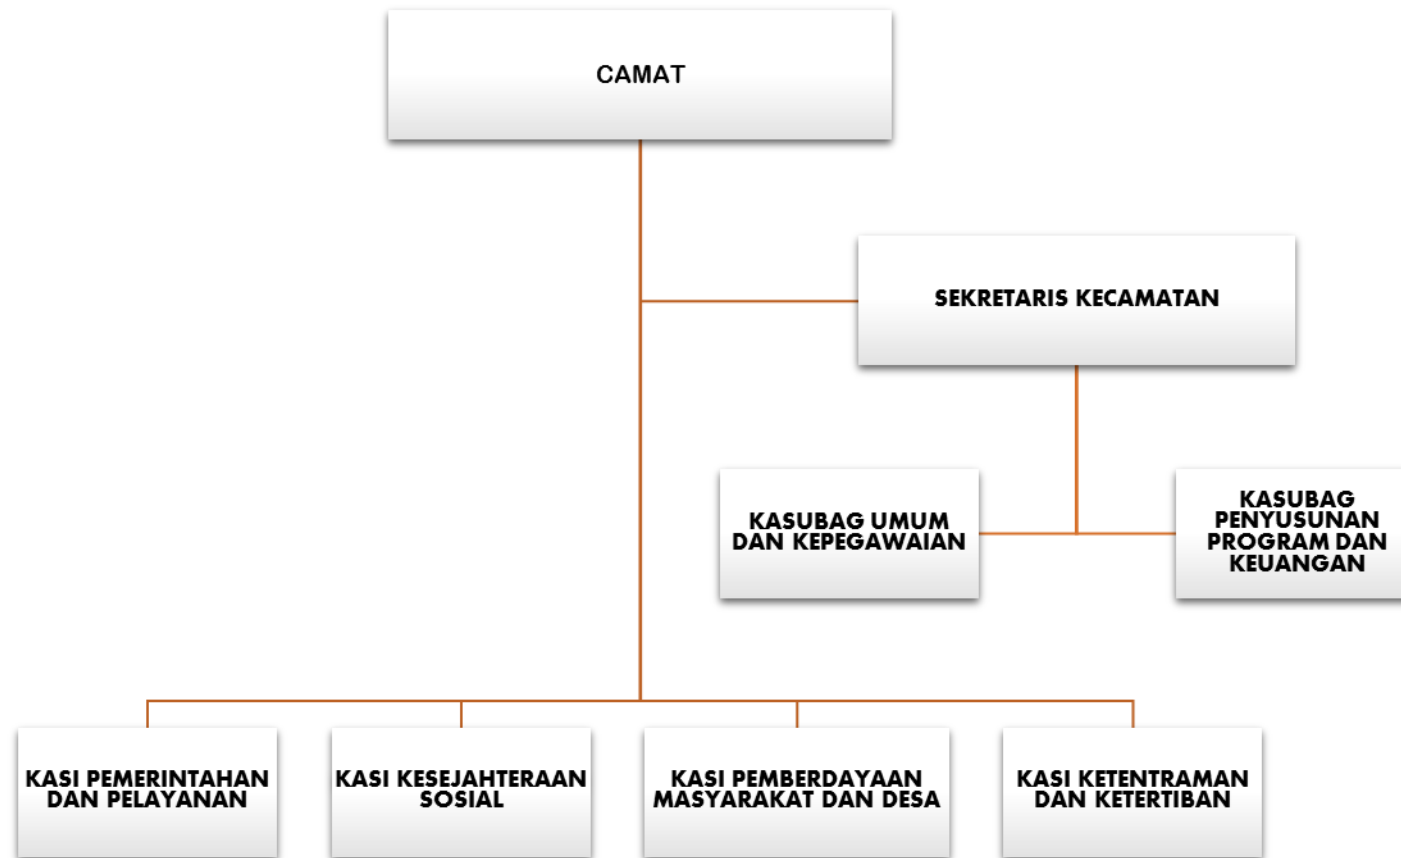 CAMAT
SEKRETARIS KECAMATAN
KASUBAG UMUM
DAN KEPEGAWAIAN
KASUBAG
PENYUSUNAN
PROGRAM DAN
KEUANGAN
KASI PEMERINTAHAN
DAN PELAYANAN
KASI KESEJAHTERAAN
SOSIAL
KASI PEMBERDAYAAN
MASYARAKAT DAN DESA
KASI KETENTRAMAN
DAN KETERTIBAN